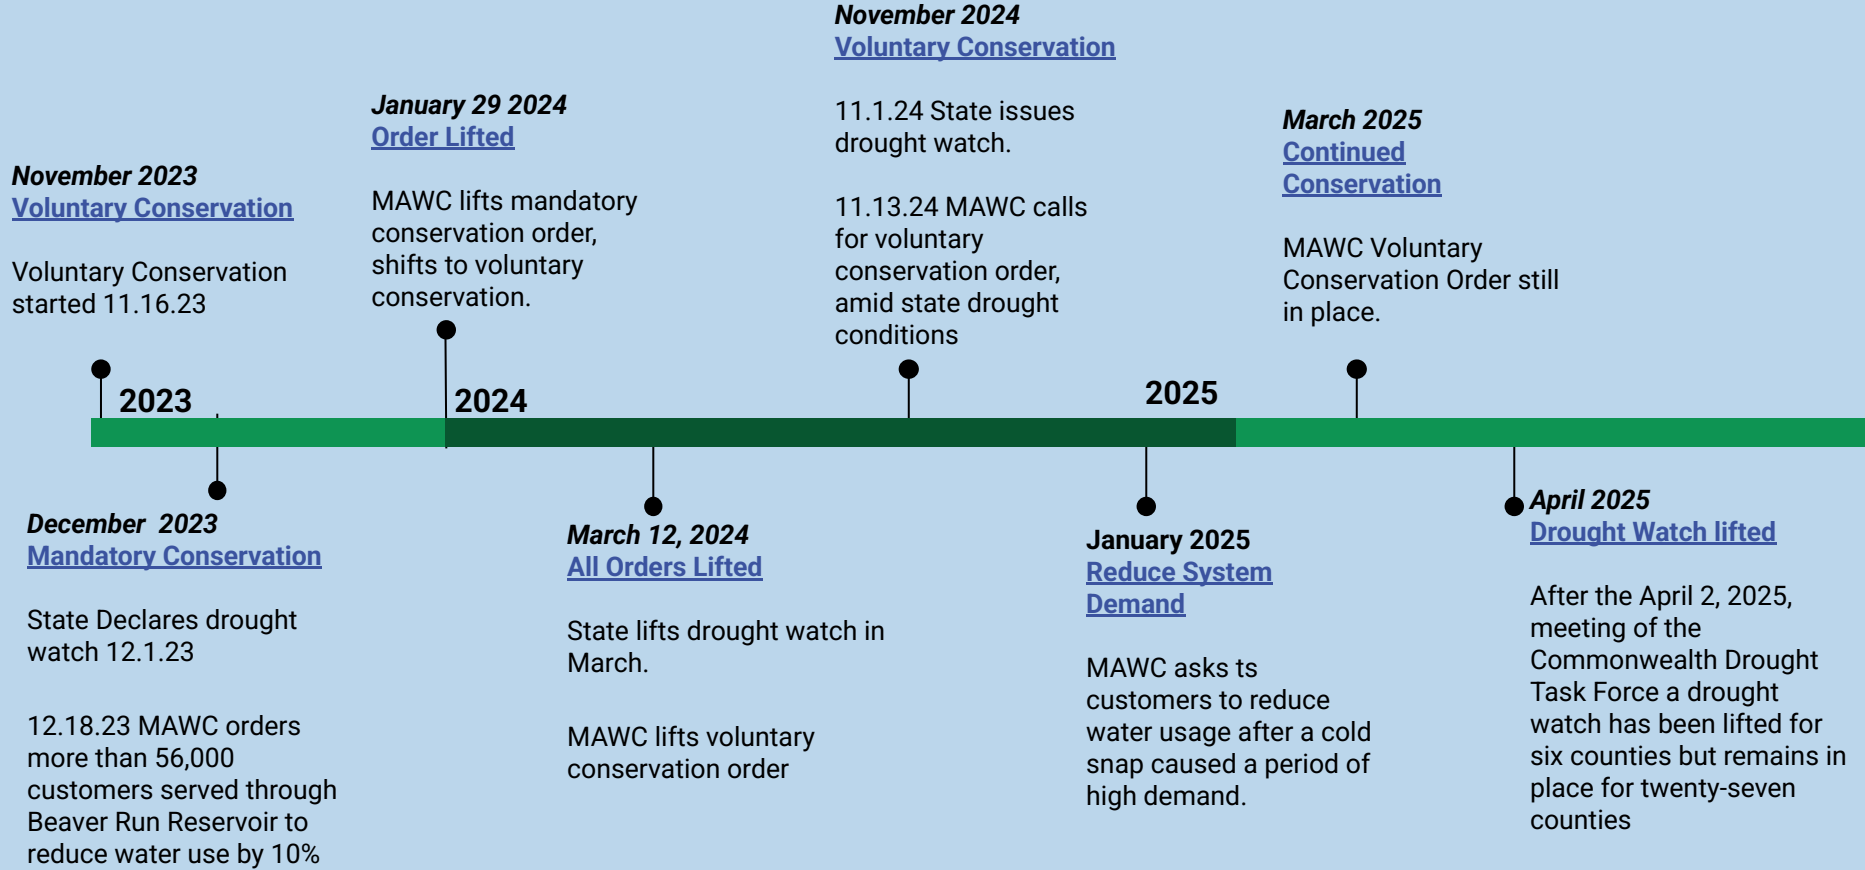 November 2023
Voluntary Conservation
Voluntary Conservation
started 11.16.23
January 29 2024
Order Lifted
MAWC lifts mandatory
conservation order,
shifts to voluntary
conservation.
November 2024
Voluntary Conservation
11.1.24 State issues
drought watch.
11.13.24 MAWC calls
for voluntary
conservation order,
amid state drought
conditions
March 2025
Continued
Conservation
MAWC Voluntary
Conservation Order still
in place.
2023
2024
2025
December 2023
Mandatory Conservation
State Declares drought
watch 12.1.23
12.18.23 MAWC orders
more than 56,000
customers served through
Beaver Run Reservoir to
reduce water use by 10%
March 12, 2024
All Orders Lifted
State lifts drought watch in
March.
MAWC lifts voluntary
conservation order
January 2025
Reduce System
Demand
MAWC asks ts
customers to reduce
water usage after a cold
snap caused a period of
high demand.
April 2025
Drought Watch lifted
After the April 2, 2025,
meeting of the
Commonwealth Drought
Task Force a drought
watch has been lifted for
six counties but remains in
place for twenty-seven
counties